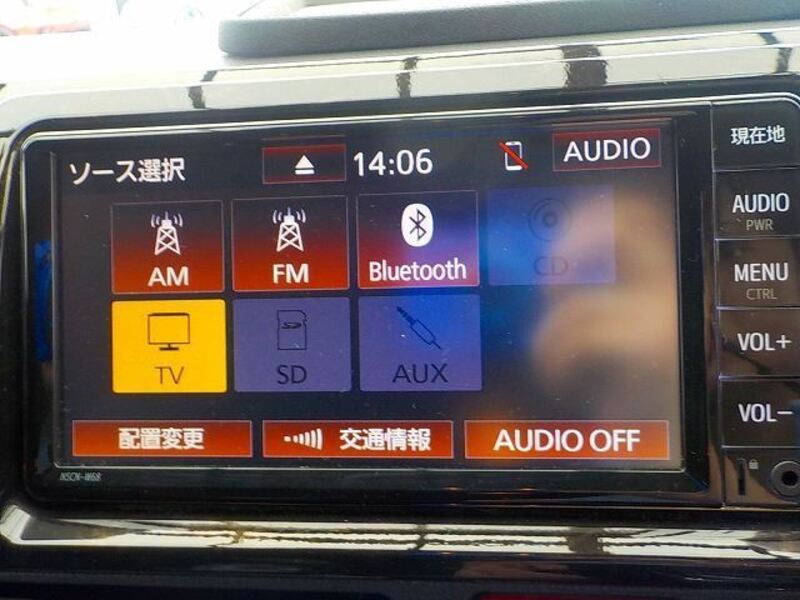 ソース選択
14:06
AUDIO
AM
FM
Bluetooth
CD
TV
SD
AUX
配置変更
交通情報
AUDIO OFF
NSCN-W68
現在地
AUDIO
PWR
MENU
CTRL
VOL+
VOL−